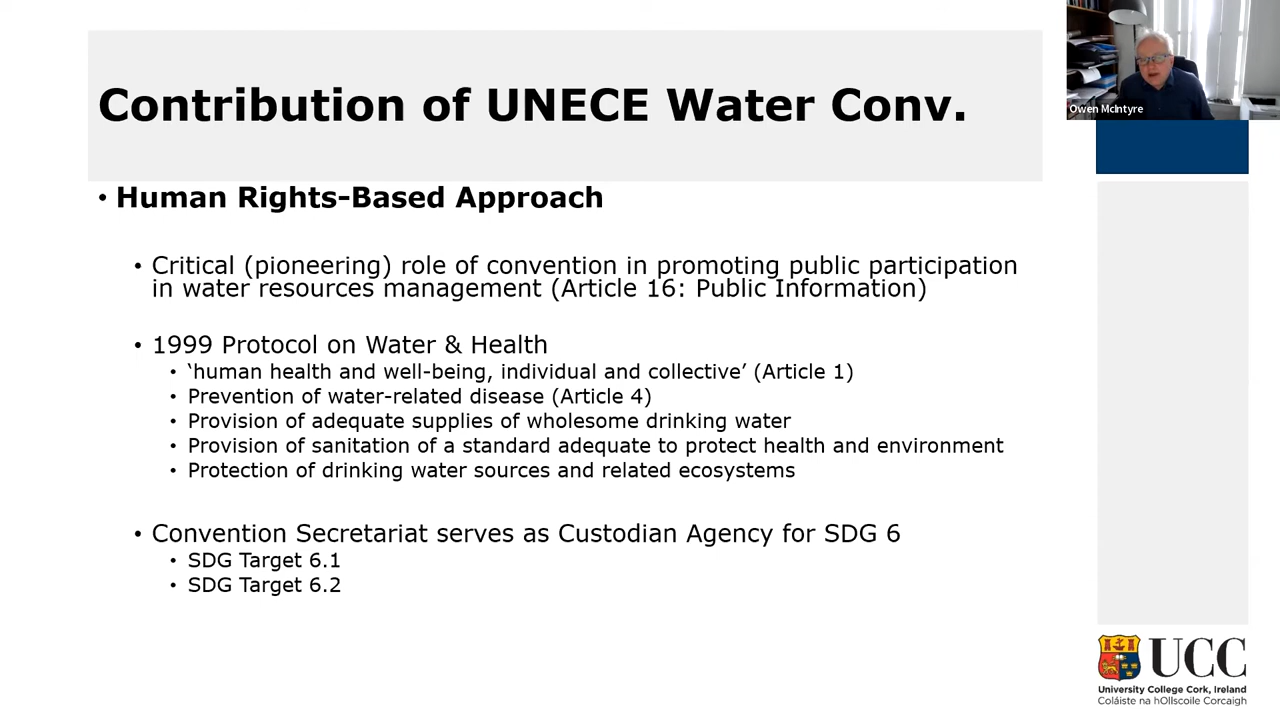 Contribution of UNECE Water Conv.
Owen McIntyre
• Human Rights-Based Approach
• Critical (pioneering) role of convention in promoting public participation
in water resources management (Article 16: Public Information)
• 1999 Protocol on Water & Health
• ‘human health and well-being, individual and collective’ (Article 1)
• Prevention of water-related disease (Article 4)
• Provision of adequate supplies of wholesome drinking water
• Provision of sanitation of a standard adequate to protect health and environment
• Protection of drinking water sources and related ecosystems
• Convention Secretariat serves as Custodian Agency for SDG 6
• SDG Target 6.1
• SDG Target 6.2
UCC
University College Cork, Ireland
Coláiste na hOllscoile Corcaigh